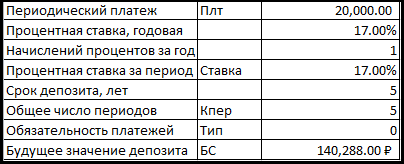 Периодический платеж Плт 20,000.00
Процентная ставка, годовая 17.00%
Начислений процентов за год 1
Процентная ставка за период Ставка 17.00%
Срок депозита, лет 5
Общее число периодов Кпер 5
Обязательность платежей Тип 0
Будущее значение депозита БС 140,288.00 ₽